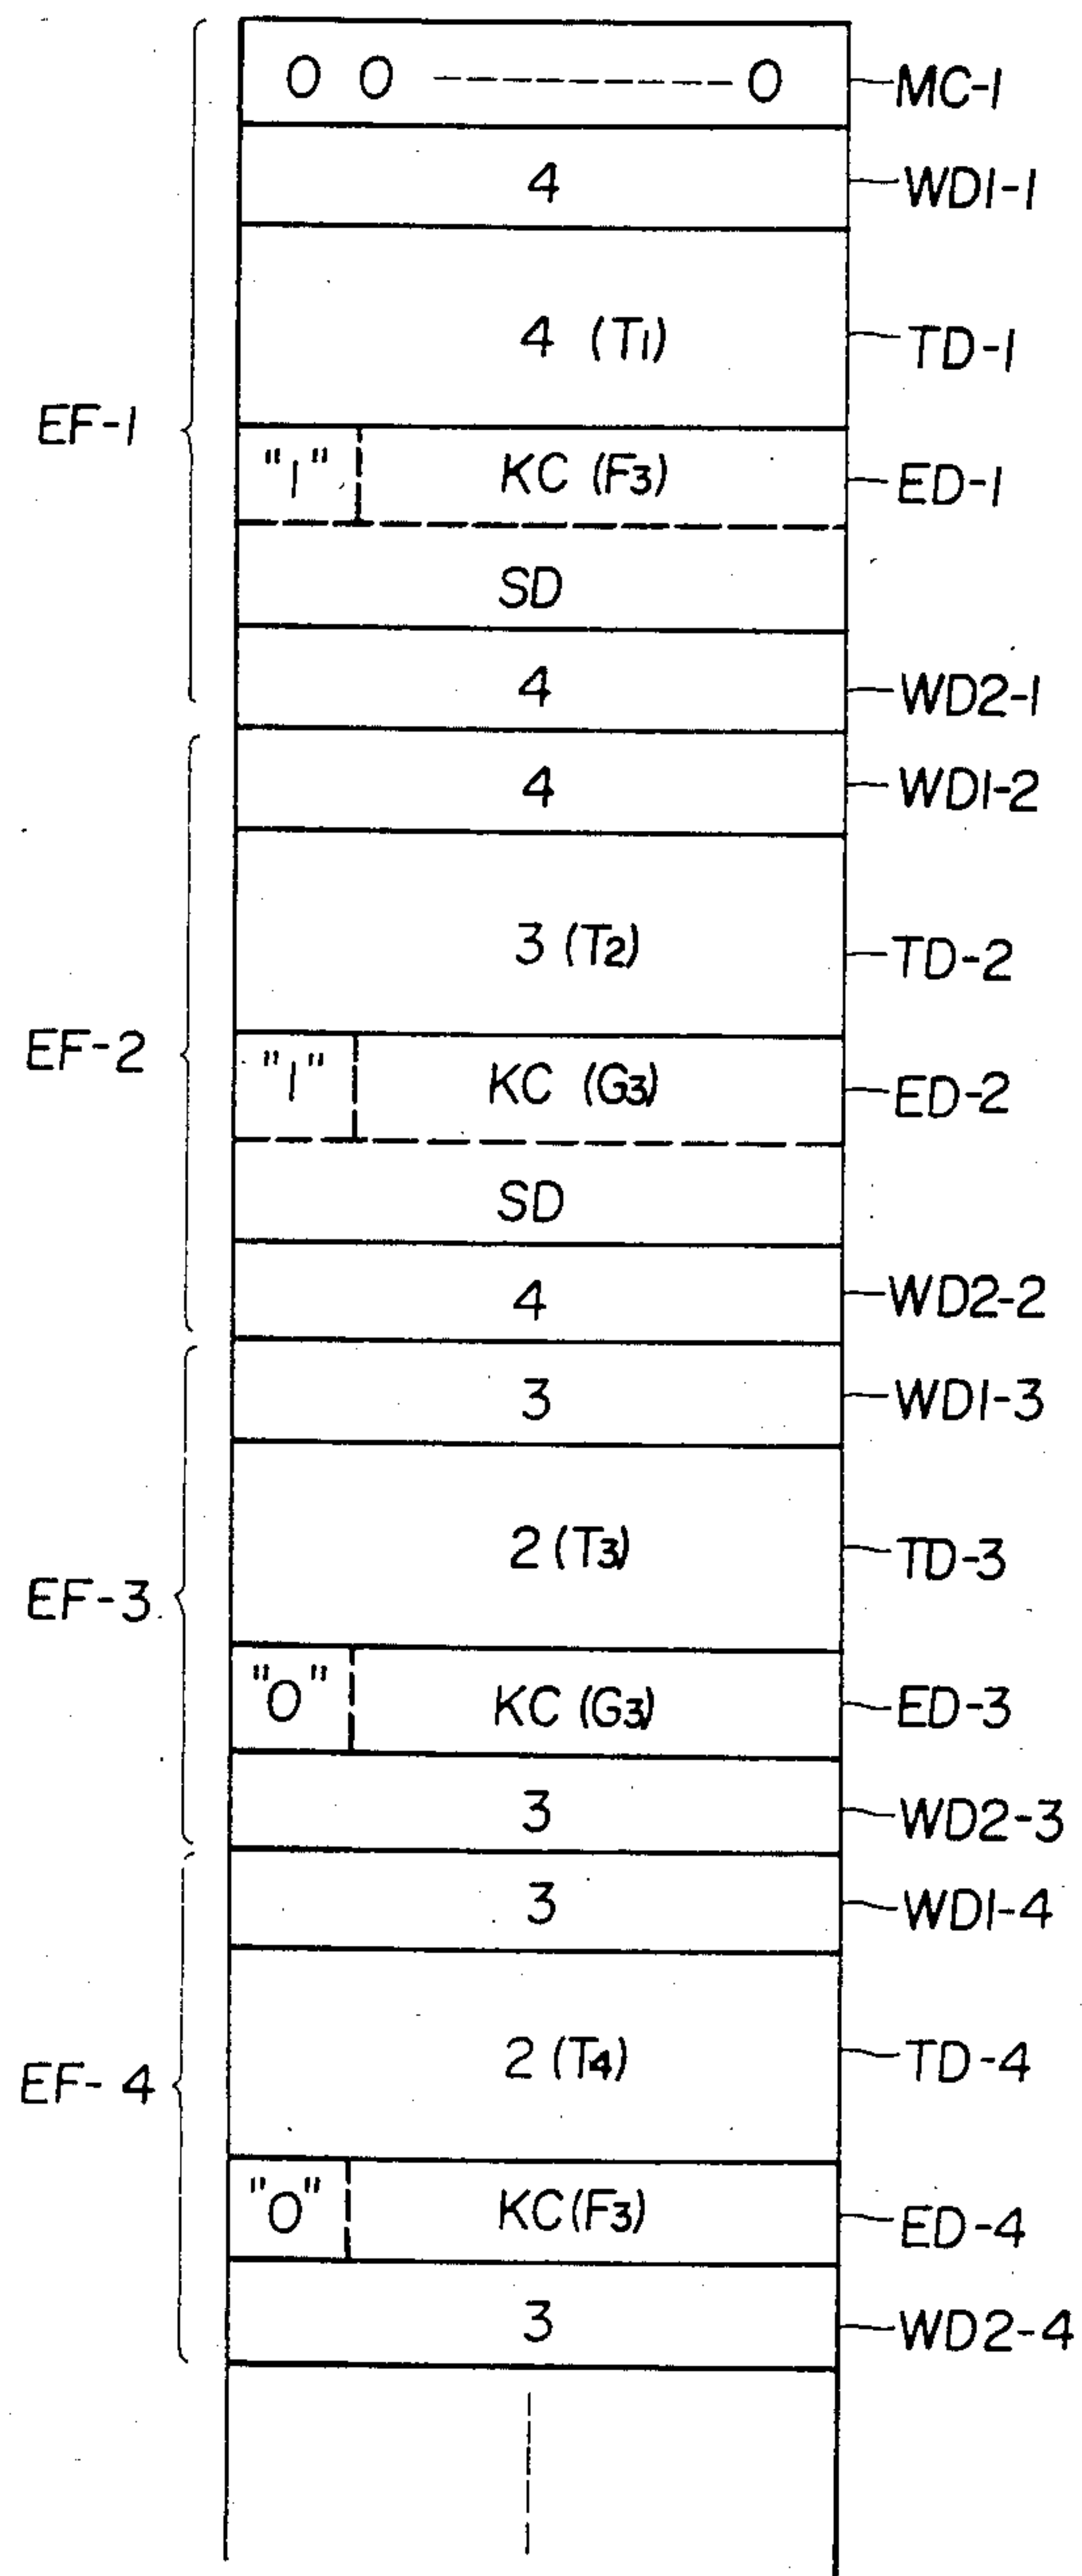 0 0 ---------- 0 MC-1
4 WD1-1
4 (T1) TD-1
EF-1
"1" KC (F3) ED-1
SD
4 WD2-1
4 WD1-2
3 (T2) TD-2
EF-2
"1" KC (G3) ED-2
SD
4 WD2-2
3 WD1-3
2 (T3) TD-3
EF-3
"0" KC (G3) ED-3
3 WD2-3
3 WD1-4
2 (T4) TD-4
EF-4
"0" KC (F3) ED-4
3 WD2-4